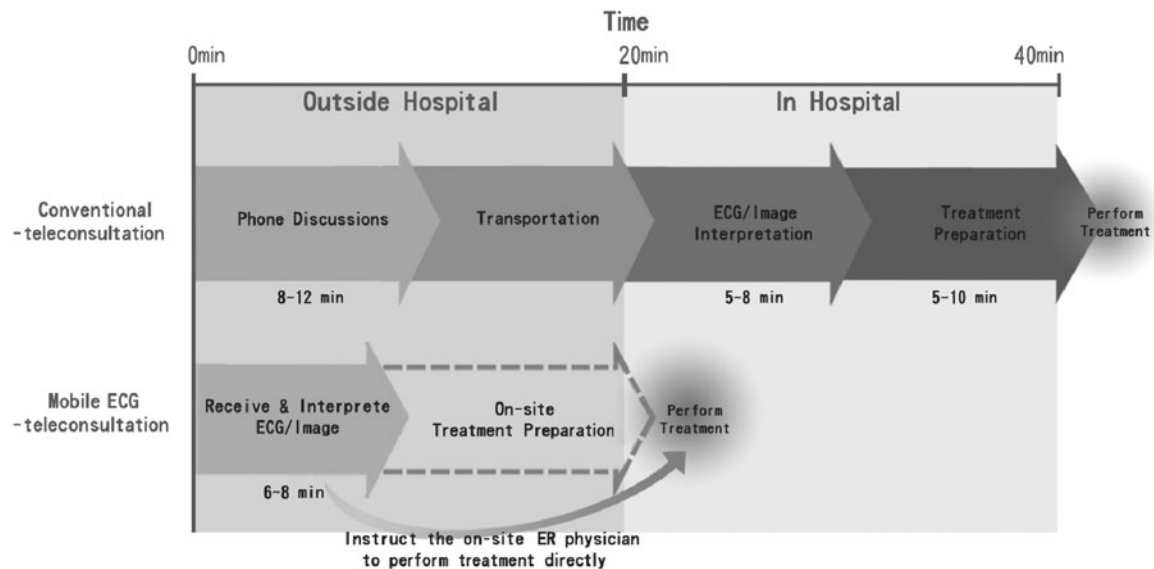 Time
0min
20min
40min
Outside Hospital
In Hospital
Conventional
-teleconsultation
Phone Discussions
Transportation
ECG/Image
Interpretation
Treatment
Preparation
Perform
Treatment
8-12 min
5-8 min
5-10 min
Mobile ECG
-teleconsultation
Receive & Interprete
ECG/Image
On-site
Treatment Preparation
Perform
Treatment
6-8 min
Instruct the on-site ER physician
to perform treatment directly